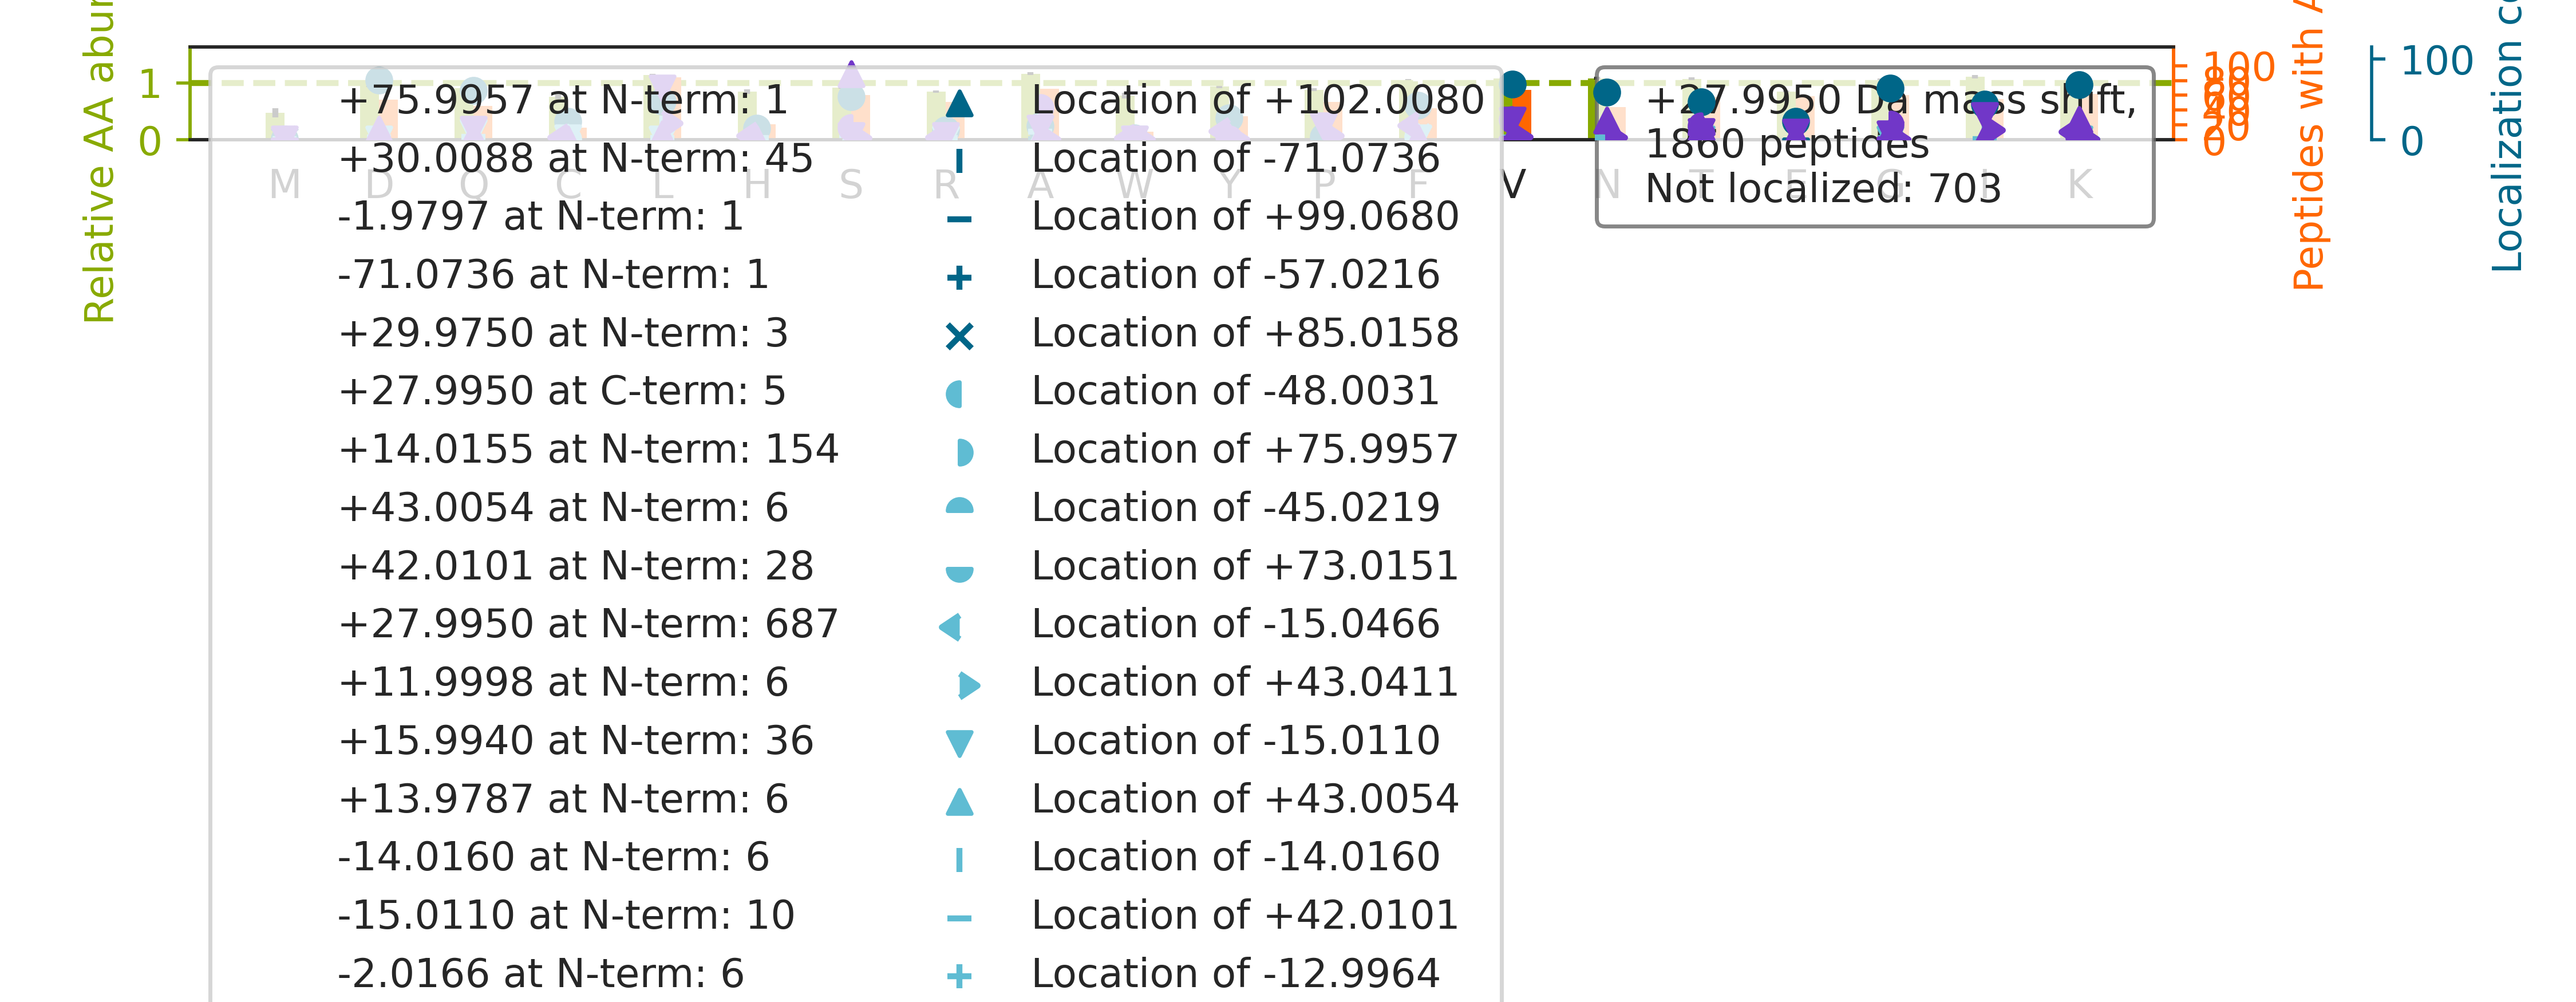 Relative AA abun
1
0
M D Q C L H S R A W Y P F V N T E G I K
+75.9957 at N-term: 1
+30.0088 at N-term: 45
-1.9797 at N-term: 1
-71.0736 at N-term: 1
+29.9750 at N-term: 3
+27.9950 at C-term: 5
+14.0155 at N-term: 154
+43.0054 at N-term: 6
+42.0101 at N-term: 28
+27.9950 at N-term: 687
+11.9998 at N-term: 6
+15.9940 at N-term: 36
+13.9787 at N-term: 6
-14.0160 at N-term: 6
-15.0110 at N-term: 10
-2.0166 at N-term: 6
Location of +102.0080
Location of -71.0736
Location of +99.0680
Location of -57.0216
Location of +85.0158
Location of -48.0031
Location of +75.9957
Location of -45.0219
Location of +73.0151
Location of -15.0466
Location of +43.0411
Location of -15.0110
Location of +43.0054
Location of -14.0160
Location of +42.0101
Location of -12.9964
+27.9950 Da mass shift,
1860 peptides
Not localized: 703
100
80
60
40
20
0
Peptides with A
100
0
Localization co